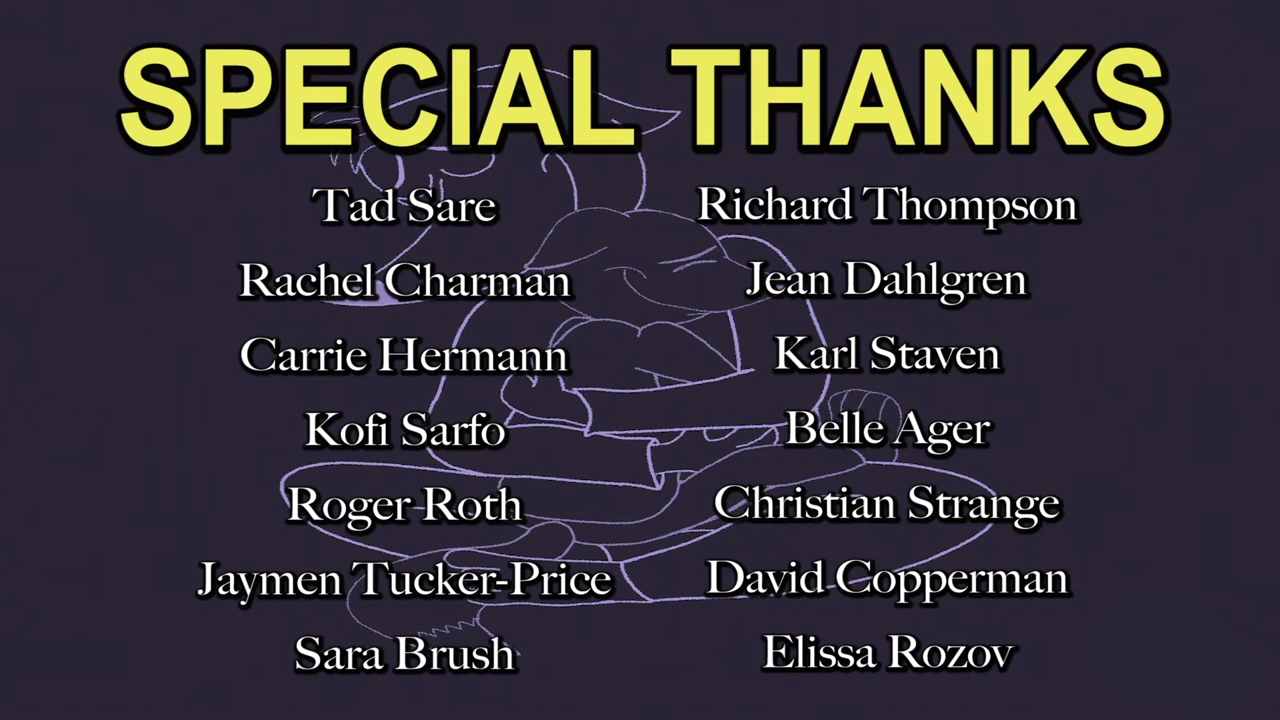 SPECIAL THANKS
Tad Sare
Rachel Charman
Carrie Hermann
Kofi Sarfo
Roger Roth
Jaymen Tucker-Price
Sara Brush
Richard Thompson
Jean Dahlgren
Karl Staven
Belle Ager
Christian Strange
David Copperman
Elissa Rozov